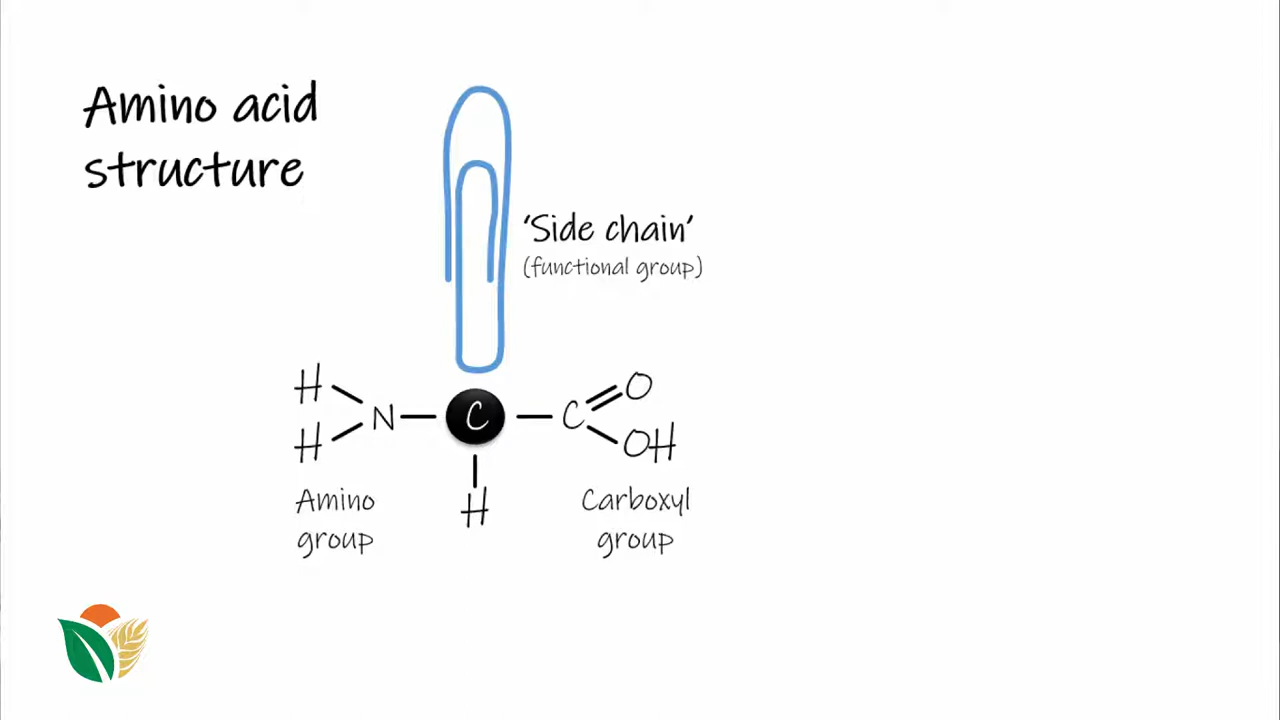 Amino acid
structure
'Side chain'
(functional group)
H
H
N
C
C
O
OH
H
Amino
group
Carboxyl
group